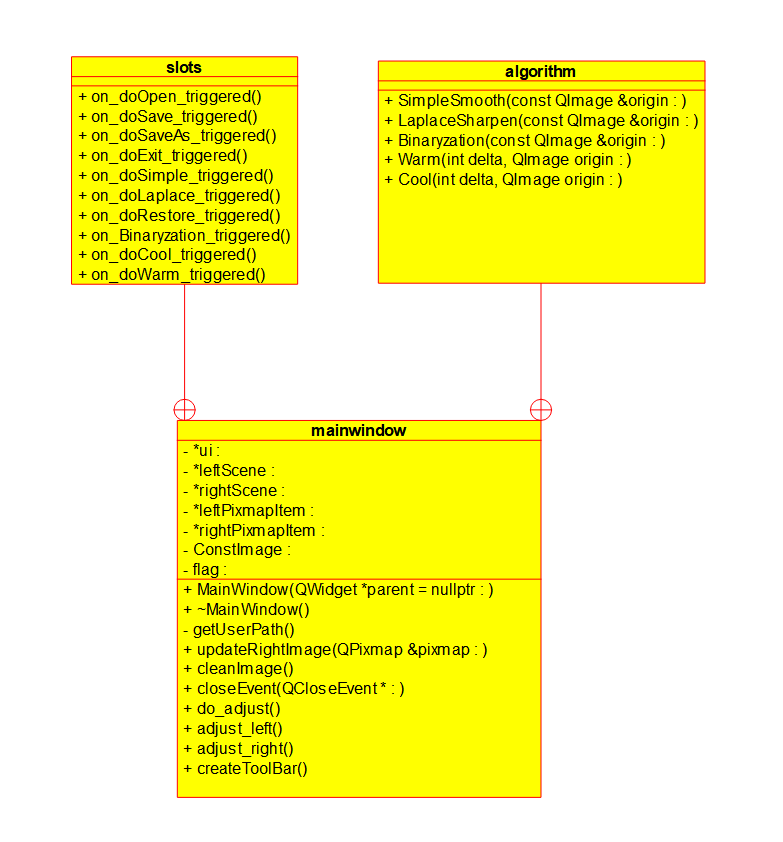 slots
+ on_doOpen_triggered()
+ on_doSave_triggered()
+ on_doSaveAs_triggered()
+ on_doExit_triggered()
+ on_doSimple_triggered()
+ on_doLaplace_triggered()
+ on_doRestore_triggered()
+ on_Binaryzation_triggered()
+ on_doCool_triggered()
+ on_doWarm_triggered()
algorithm
+ SimpleSmooth(const QImage &origin : )
+ LaplaceSharpen(const QImage &origin : )
+ Binaryzation(const QImage &origin : )
+ Warm(int delta, QImage origin : )
+ Cool(int delta, QImage origin : )
mainwindow
- *ui :
- *leftScene :
- *rightScene :
- *leftPixmapItem :
- *rightPixmapItem :
- ConstImage :
- flag :
+ MainWindow(QWidget *parent = nullptr : )
+ ~MainWindow()
- getUserPath()
+ updateRightImage(QPixmap &pixmap : )
+ cleanImage()
+ closeEvent(QCloseEvent * : )
+ do_adjust()
+ adjust_left()
+ adjust_right()
+ createToolBar()